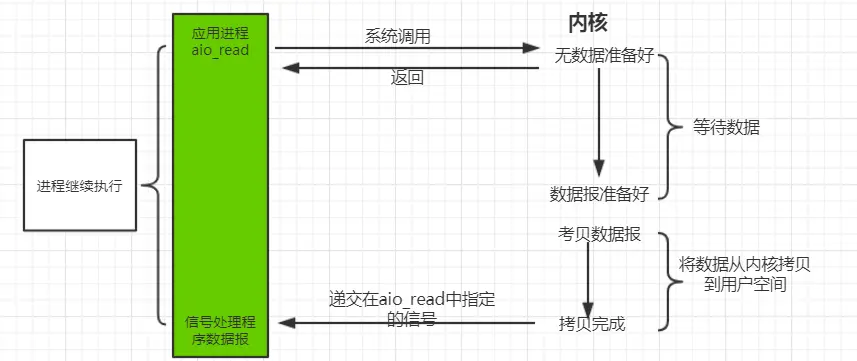 应用进程
aio_read
系统调用
内核
无数据准备好
返回
等待数据
进程继续执行
数据报准备好
考贝数据报
将数据从内核拷贝
到用户空间
递交在aio_read中指定
的信号
拷贝完成
信号处理程
序数据报